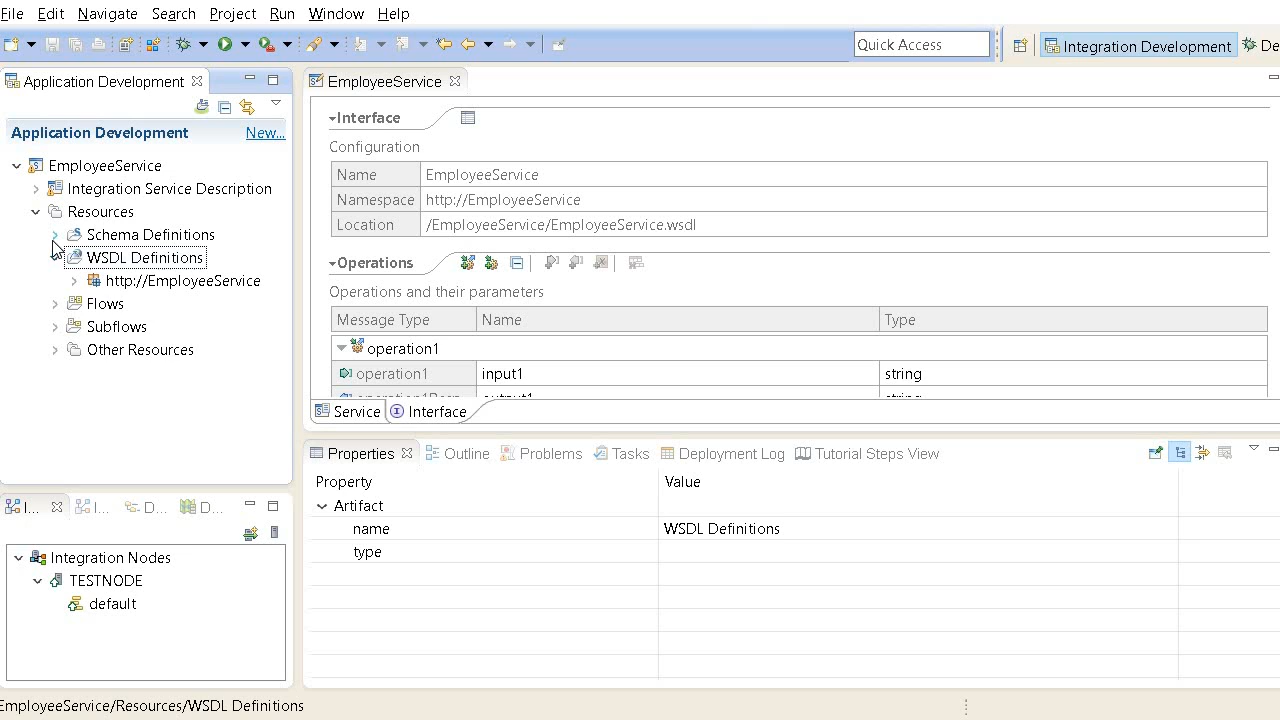 File Edit Navigate Search Project Run Window Help
Quick Access
Integration Development
De
Application Development
EmployeeService
Application Development New...
EmployeeService
Integration Service Description
Resources
Schema Definitions
WSDL Definitions
http://EmployeeService
Flows
Subflows
Other Resources
Interface
Configuration
Name EmployeeService
Namespace http://EmployeeService
Location /EmployeeService/EmployeeService.wsdl
Operations
Operations and their parameters
Message Type Name Type
operation1
operation1 input1 string
Service Interface
Properties Outline Problems Tasks Deployment Log Tutorial Steps View
Property Value
Artifact
name WSDL Definitions
type
I... I... D... D...
Integration Nodes
TESTNODE
default
EmployeeService/Resources/WSDL Definitions